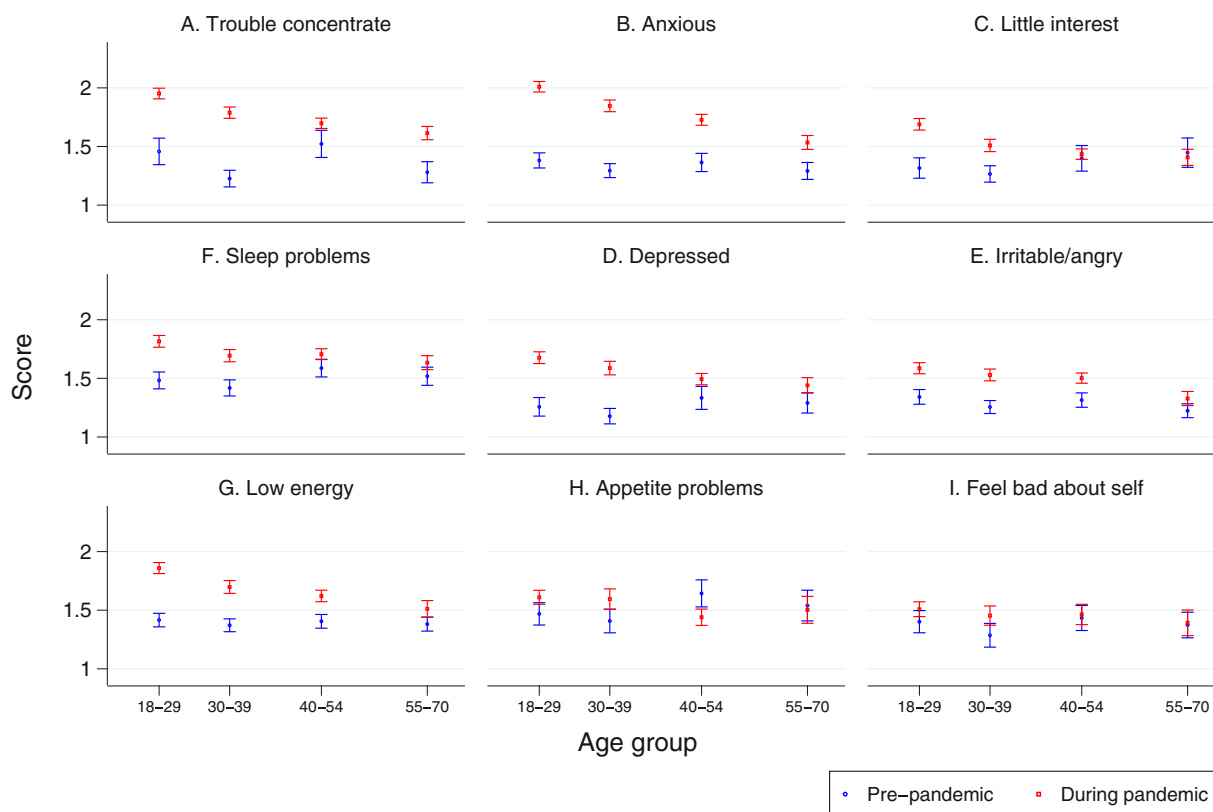 A. Trouble concentrate
B. Anxious
C. Little interest
2
1.5
1
F. Sleep problems
D. Depressed
E. Irritable/angry
Score
2
1.5
1
G. Low energy
H. Appetite problems
I. Feel bad about self
2
1.5
1
18–29 30–39 40–54 55–70
18–29 30–39 40–54 55–70
18–29 30–39 40–54 55–70
Age group
Pre–pandemic
During pandemic